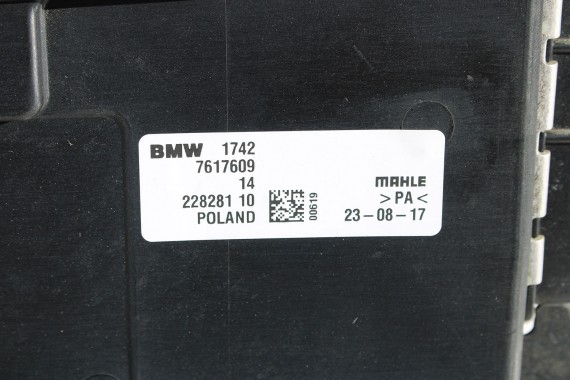 BMW 1742
7617609
14
228281 10
POLAND
00619
MAHLE
>PA<
23-08-17